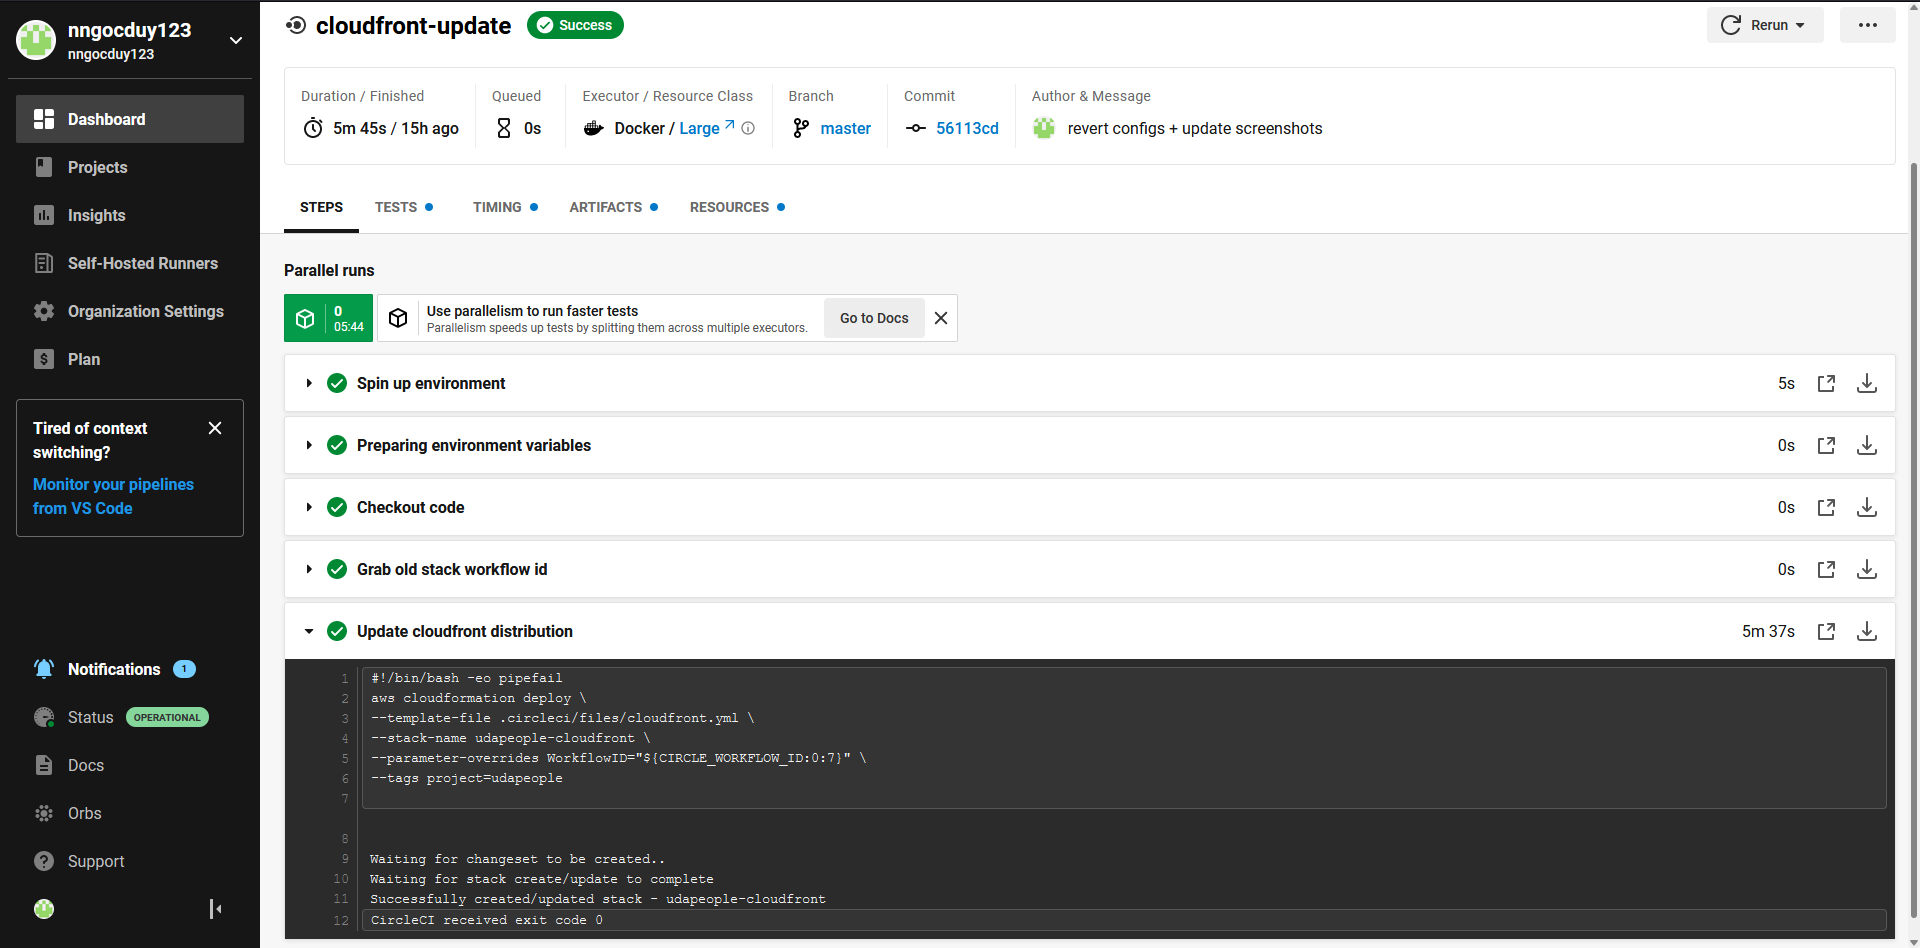 nngocduy123
nngocduy123
Dashboard
Projects
Insights
Self-Hosted Runners
Organization Settings
Plan
Tired of context
switching?
Monitor your pipelines
from VS Code
Notifications 1
Status OPERATIONAL
Docs
Orbs
Support
cloudfront-update Success
Rerun
Duration / Finished
5m 45s / 15h ago
Queued
0s
Executor / Resource Class
Docker / Large
Branch
master
Commit
56113cd
Author & Message
revert configs + update screenshots
STEPS TESTS TIMING ARTIFACTS RESOURCES
Parallel runs
0
05:44
Use parallelism to run faster tests
Parallelism speeds up tests by splitting them across multiple executors.
Go to Docs
Spin up environment 5s
Preparing environment variables 0s
Checkout code 0s
Grab old stack workflow id 0s
Update cloudfront distribution 5m 37s
1 #!/bin/bash -eo pipefail
2 aws cloudformation deploy \
3 --template-file .circleci/files/cloudfront.yml \
4 --stack-name udapeople-cloudfront \
5 --parameter-overrides WorkflowID="${CIRCLE_WORKFLOW_ID:0:7}" \
6 --tags project=udapeople
7
8
9 Waiting for changeset to be created..
10 Waiting for stack create/update to complete
11 Successfully created/updated stack - udapeople-cloudfront
12 CircleCI received exit code 0